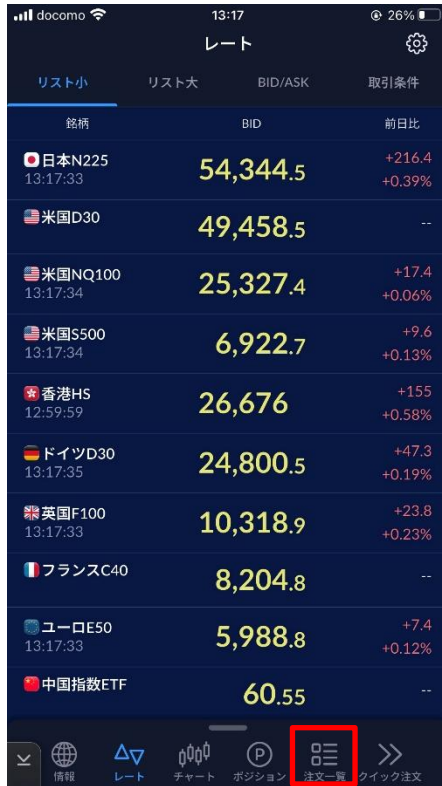 docomo 13:17 26%
レート
リスト小 リスト大 BID/ASK 取引条件
銘柄 BID 前日比
日本N225 54,344.5 +216.4
13:17:33 +0.39%
米国D30 49,458.5 --
米国NQ100 25,327.4 +17.4
13:17:34 +0.06%
米国S500 6,922.7 +9.6
13:17:34 +0.13%
香港HS 26,676 +155
12:59:59 +0.58%
ドイツD30 24,800.5 +47.3
13:17:35 +0.19%
英国F100 10,318.9 +23.8
13:17:33 +0.23%
フランスC40 8,204.8 --
ユーロE50 5,988.8 +7.4
13:17:33 +0.12%
中国指数ETF 60.55 --
情報 レート チャート P ポジション 注文一覧 クイック注文